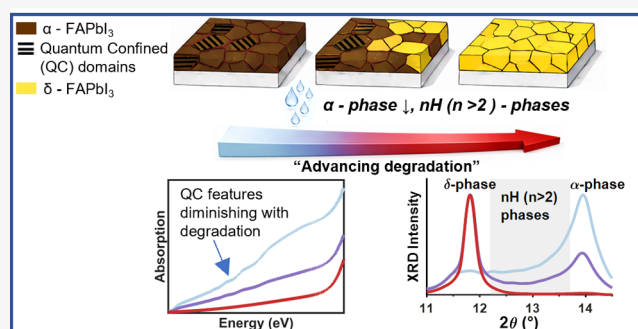 α - FAPbI3
Quantum Confined
(QC) domains
δ - FAPbI3
α - phase ↓, nH (n >2 ) - phases
“Advancing degradation”
QC features
diminishing with
degradation
Absorption
Energy (eV)
δ-phase
nH (n>2)
phases
α-phase
XRD Intensity
11
12
13
14
2θ (°)